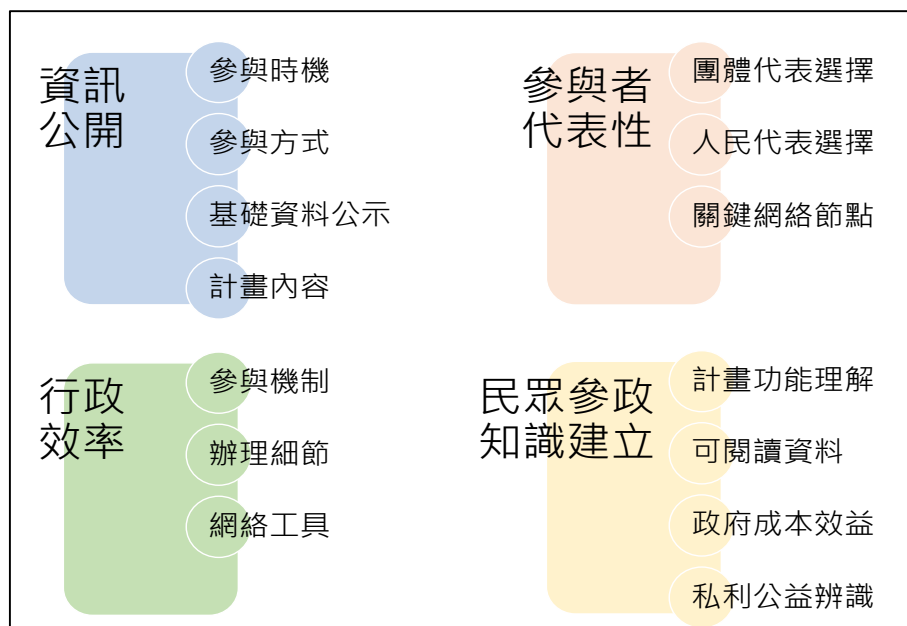 資訊
公開
參與時機
參與方式
基礎資料公示
計畫內容
參與者
代表性
團體代表選擇
人民代表選擇
關鍵網絡節點
行政
效率
參與機制
辦理細節
網絡工具
民眾參政
知識建立
計畫功能理解
可閱讀資料
政府成本效益
私利公益辨識